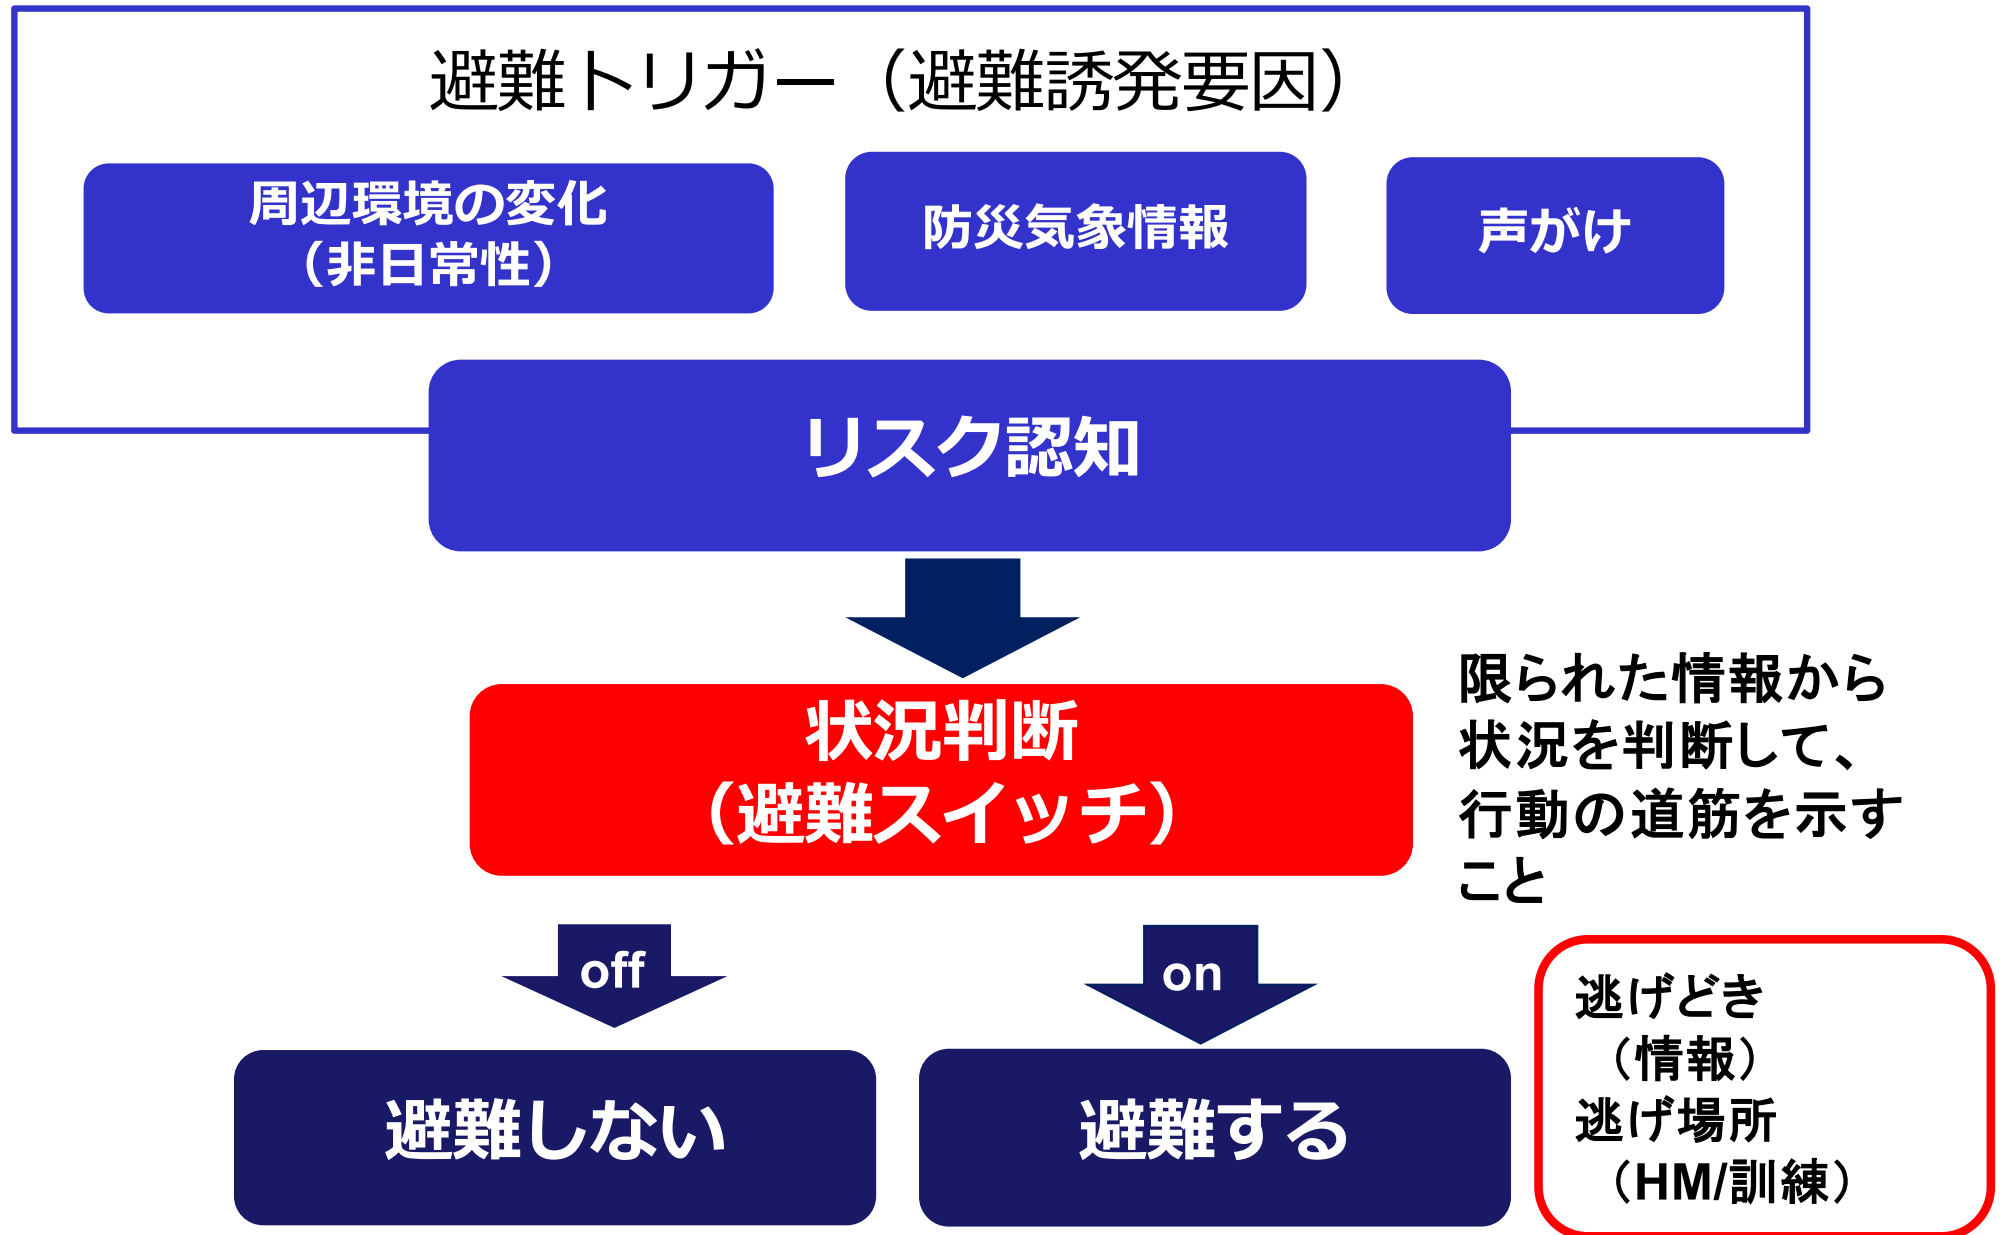 避難トリガー（避難誘発要因）
周辺環境の変化
（非日常性）
防災気象情報
声がけ
リスク認知
状況判断
（避難スイッチ）
限られた情報から
状況を判断して、
行動の道筋を示す
こと
off
on
避難しない
避難する
逃げどき
（情報）
逃げ場所
（HM/訓練）